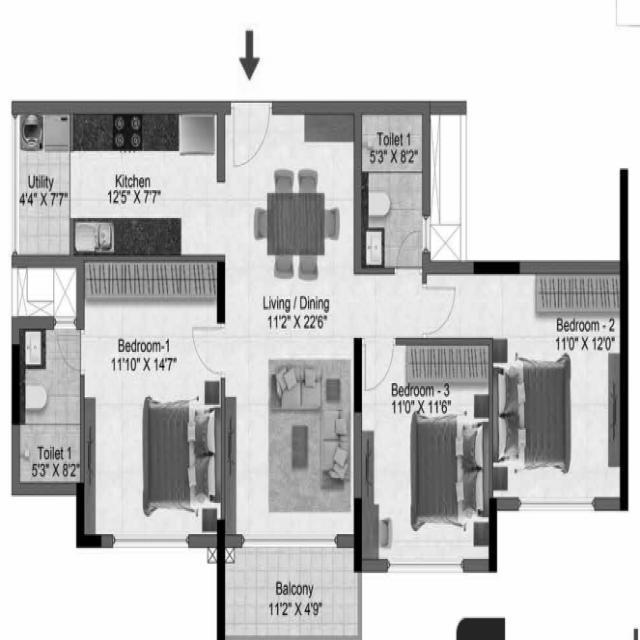 Toilet 1
5'3" X 8'2"
Utility
4'4" X 7'7"
Kitchen
12'5" X 7'7"
Living / Dining
11'2" X 22'6"
Bedroom-1
11'10" X 14'7"
Bedroom - 2
11'0" X 12'0"
Bedroom - 3
11'0" X 11'6"
Toilet 1
5'3" X 8'2"
Balcony
11'2" X 4'9"